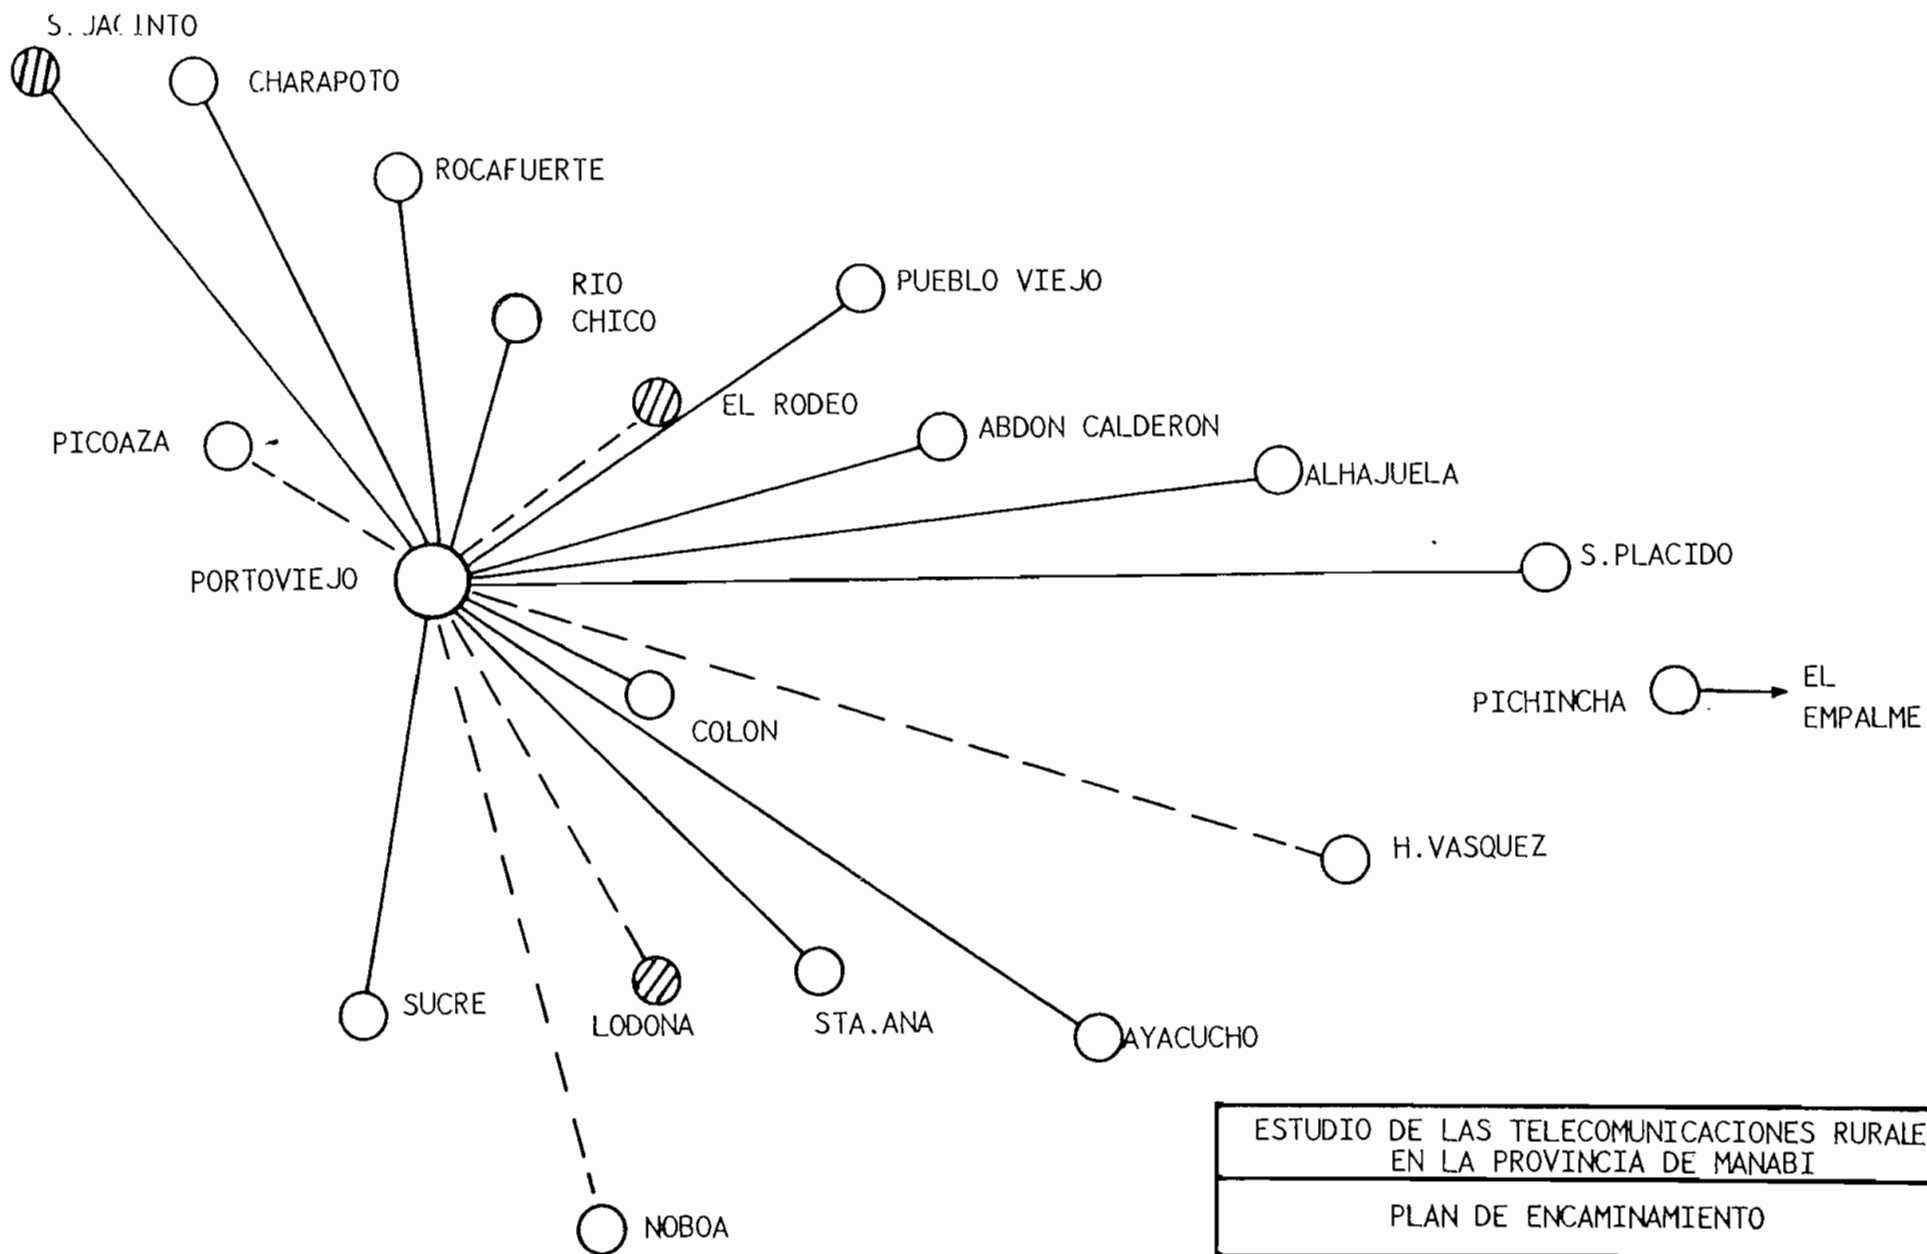 S. JACINTO
CHARAPOTO
ROCAFUERTE
RIO
CHICO
PUEBLO VIEJO
EL RODEO
ABDON CALDERON
PICOAZA
ALHAJUELA
S.PLACIDO
PORTOVIEJO
EL
EMPALME
PICHINCHA
COLON
H.VASQUEZ
SUCRE
LODONA
STA.ANA
AYACUCHO
NOBOA
ESTUDIO DE LAS TELECOMUNICACIONES RURALE
EN LA PROVINCIA DE MANABI
PLAN DE ENCAMINAMIENTO